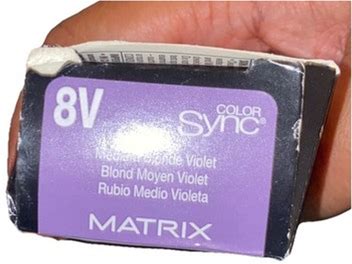 8V
COLOR
Sync®
Medium Blonde Violet
Blond Moyen Violet
Rubio Medio Violeta
MATRIX